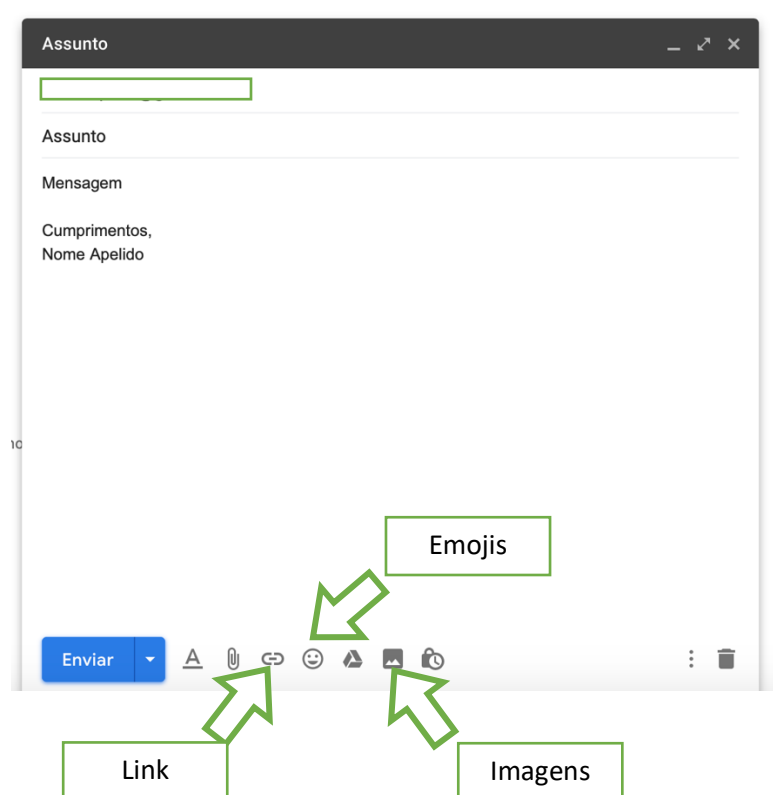 Assunto
Assunto
Mensagem
Cumprimentos,
Nome Apelido
Emojis
Enviar
A
Link
Imagens